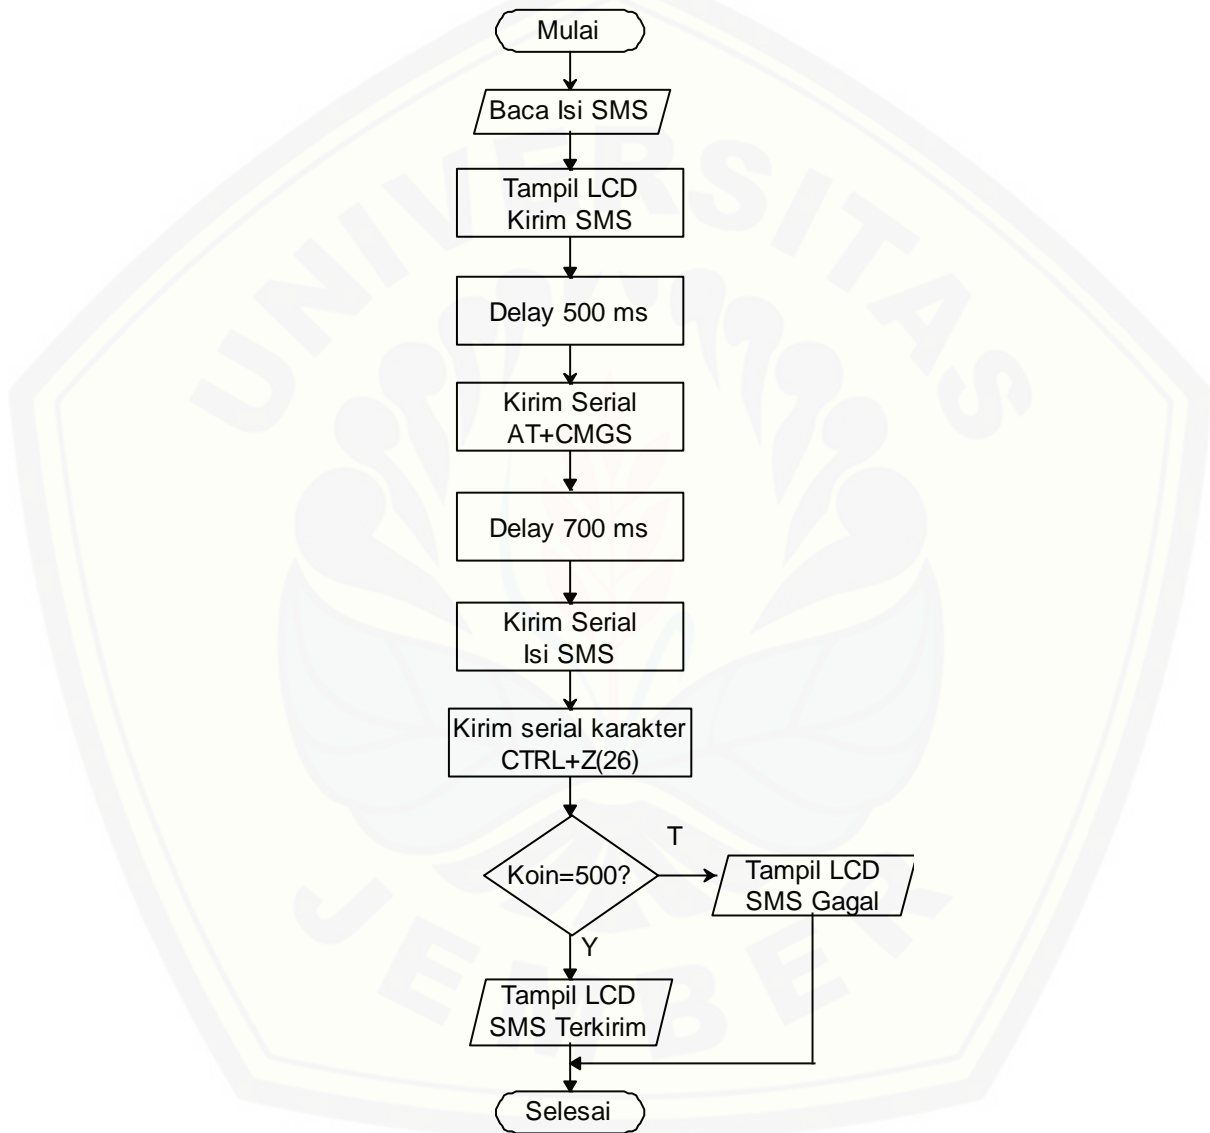 Mulai
Baca Isi SMS
Tampil LCD
Kirim SMS
Delay 500 ms
Kirim Serial
AT+CMGS
Delay 700 ms
Kirim Serial
Isi SMS
Kirim serial karakter
CTRL+Z(26)
Koin=500?
T
Tampil LCD
SMS Gagal
Y
Tampil LCD
SMS Terkirim
Selesai
UNIVERSITAS
JEMBER